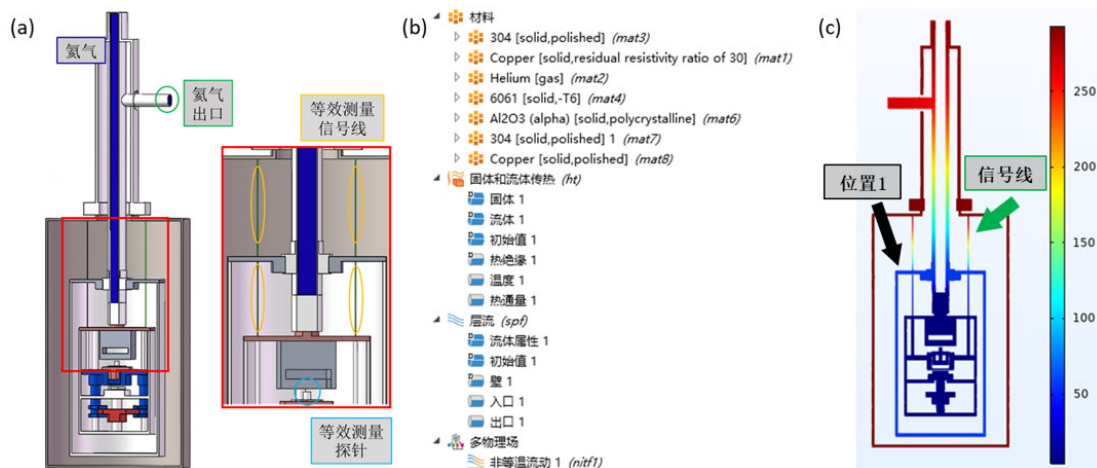 (a)
氦气
氦气
出口
等效测量
信号线
等效测量
探针
(b)
材料
304 [solid,polished] (mat3)
Copper [solid,residual resistivity ratio of 30] (mat1)
Helium [gas] (mat2)
6061 [solid,-T6] (mat4)
Al2O3 (alpha) [solid,polycrystalline] (mat6)
304 [solid,polished] 1 (mat7)
Copper [solid,polished] (mat8)
固体和流体传热 (ht)
固体 1
流体 1
初始值 1
热绝缘 1
温度 1
热通量 1
层流 (spf)
流体属性 1
初始值 1
壁 1
入口 1
出口 1
多物理场
非等温流动 1 (nitf1)
(c)
位置1
信号线
250
200
150
100
50